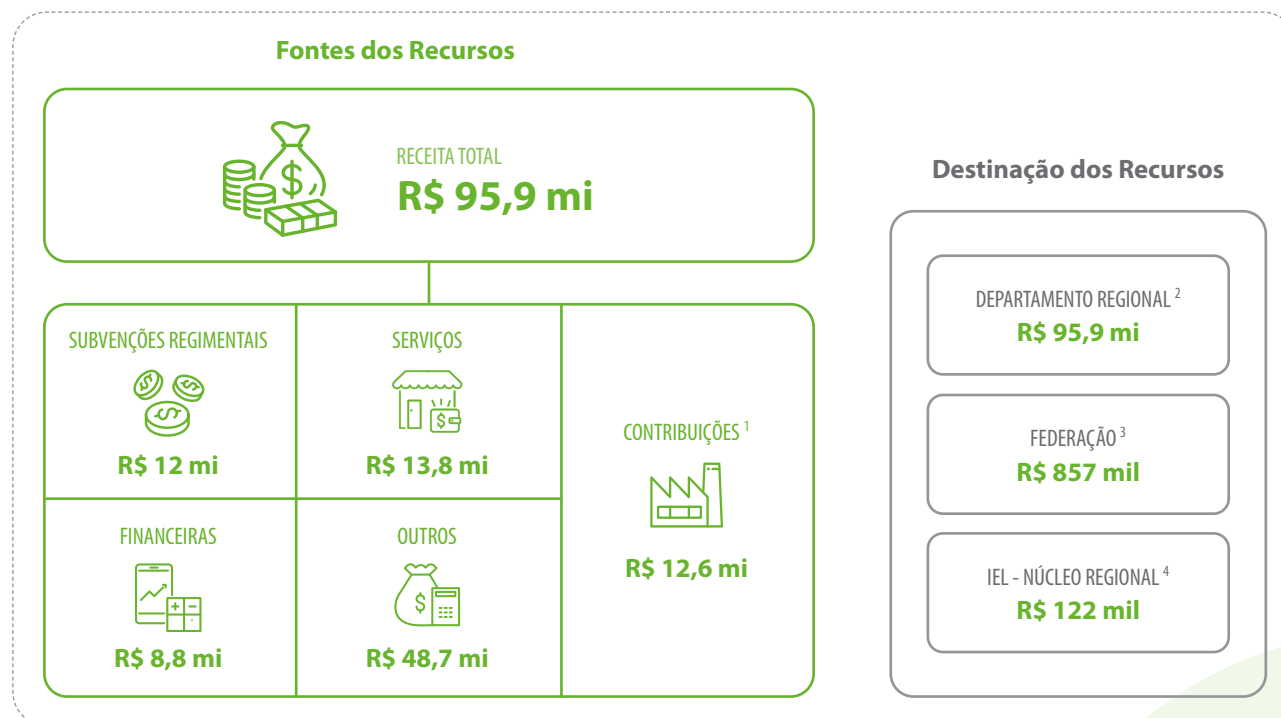 Fontes dos Recursos
RECEITA TOTAL
R$ 95,9 mi
SUBVENÇÕES REGIMENTAIS
R$ 12 mi
SERVIÇOS
R$ 13,8 mi
FINANCEIRAS
R$ 8,8 mi
OUTROS
R$ 48,7 mi
CONTRIBUIÇÕES 1
R$ 12,6 mi
Destinação dos Recursos
DEPARTAMENTO REGIONAL 2
R$ 95,9 mi
FEDERAÇÃO 3
R$ 857 mil
IEL - NÚCLEO REGIONAL 4
R$ 122 mil